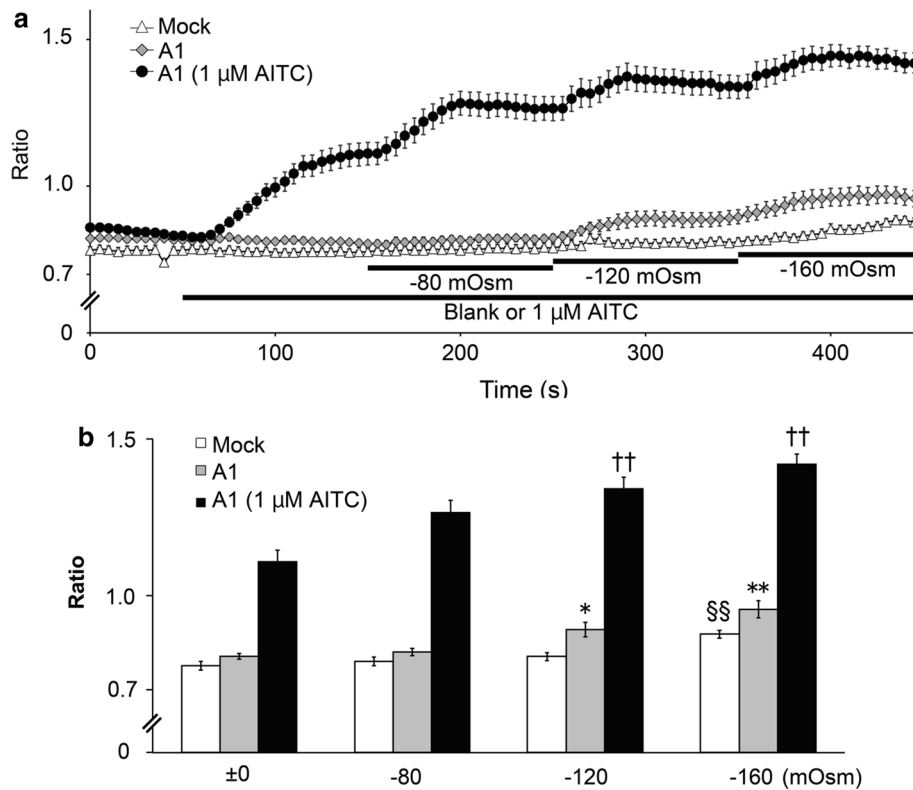 a
Mock
A1
A1 (1 µM AITC)
1.5
1.0
0.7
0
Ratio
-80 mOsm
-120 mOsm
-160 mOsm
Blank or 1 µM AITC
0
100
200
300
400
Time (s)
b
Mock
A1
A1 (1 µM AITC)
1.5
1.0
0.7
0
Ratio
††
††
*
§§
**
±0
-80
-120
-160 (mOsm)